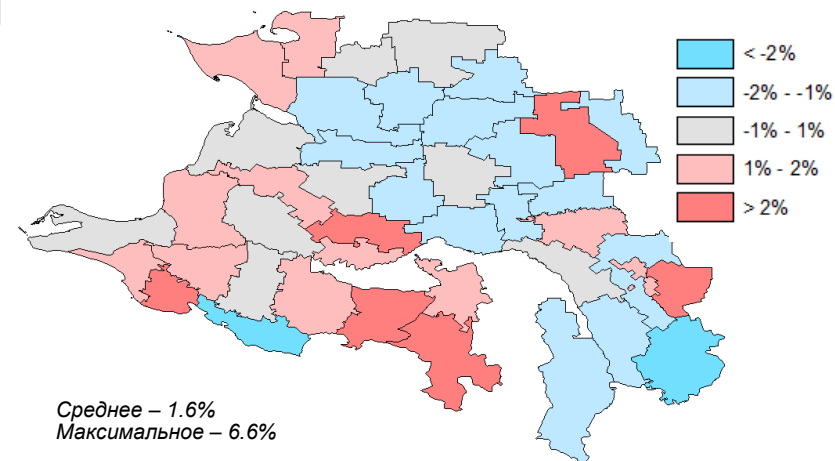 < -2%
-2% - -1%
-1% - 1%
1% - 2%
> 2%
Среднее – 1.6%
Максимальное – 6.6%